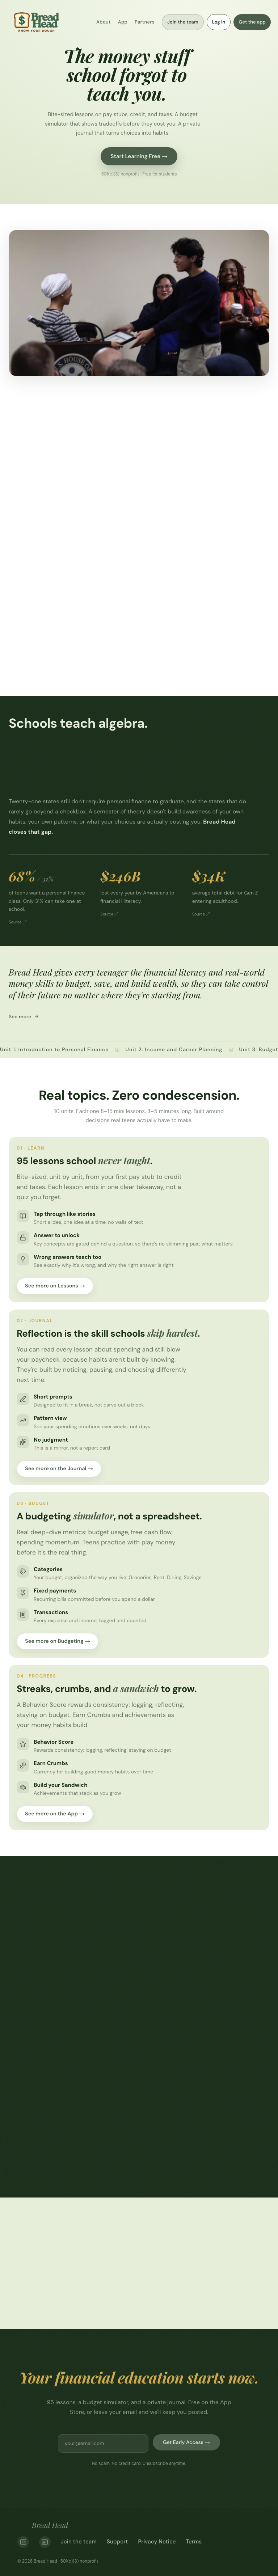 Bread Head
KNOW YOUR DOUGH
About App Partners Join the team Log in Get the app
The money stuff
school forgot to
teach you.
Bite-sized lessons on pay stubs, credit, and taxes. A budget
simulator that shows tradeoffs before they cost you. A private
journal that turns choices into habits.
Start Learning Free →
501(c)(3) nonprofit · Free for students
Schools teach algebra.
Twenty-one states still don't require personal finance to graduate, and the states that do
rarely go beyond a checkbox. A semester of theory doesn't build awareness of your own
habits, your own patterns, or what your choices are actually costing you. Bread Head
closes that gap.
68% / 31%
of teens want a personal finance
class. Only 31% can take one at
school.
Source ↗
$246B
lost every year by Americans to
financial illiteracy.
Source ↗
$34K
average total debt for Gen Z
entering adulthood.
Source ↗
Bread Head gives every teenager the financial literacy and real-world
money skills to budget, save, and build wealth, so they can take control
of their future no matter where they're starting from.
See more →
Unit 1: Introduction to Personal Finance Unit 2: Income and Career Planning Unit 3: Budget
Real topics. Zero condescension.
10 units. Each one 8–15 mini lessons, 3–5 minutes long. Built around
decisions real teens actually have to make.
01 · LEARN
95 lessons school never taught.
Bite-sized, unit by unit, from your first pay stub to credit
and taxes. Each lesson ends in one clear takeaway, not a
quiz you forget.
Tap through like stories
Short slides, one idea at a time, no walls of text
Answer to unlock
Key concepts are gated behind a question, so there's no skimming past what matters
Wrong answers teach too
See exactly why it's wrong, and why the right answer is right
See more on Lessons →
02 · JOURNAL
Reflection is the skill schools skip hardest.
You can read every lesson about spending and still blow
your paycheck, because habits aren't built by knowing.
They're built by noticing, pausing, and choosing differently
next time.
Short prompts
Designed to fit in a break, not carve out a block
Pattern view
See your spending emotions over weeks, not days
No judgment
This is a mirror, not a report card
See more on the Journal →
03 · BUDGET
A budgeting simulator, not a spreadsheet.
Real deep-dive metrics: budget usage, free cash flow,
spending momentum. Teens practice with play money
before it's the real thing.
Categories
Your budget, organized the way you live: Groceries, Rent, Dining, Savings
Fixed payments
Recurring bills committed before you spend a dollar
Transactions
Every expense and income, tagged and counted
See more on Budgeting →
04 · PROGRESS
Streaks, crumbs, and a sandwich to grow.
A Behavior Score rewards consistency: logging, reflecting,
staying on budget. Earn Crumbs and achievements as
your money habits build.
Behavior Score
Rewards consistency: logging, reflecting, staying on budget
Earn Crumbs
Currency for building good money habits over time
Build your Sandwich
Achievements that stack as you grow
See more on the App →
Your financial education starts now.
95 lessons, a budget simulator, and a private journal. Free on the App
Store, or leave your email and we'll keep you posted.
your@email.com
Get Early Access →
No spam. No credit card. Unsubscribe anytime.
Bread Head
Join the team Support Privacy Notice Terms
© 2026 Bread Head · 501(c)(3) nonprofit